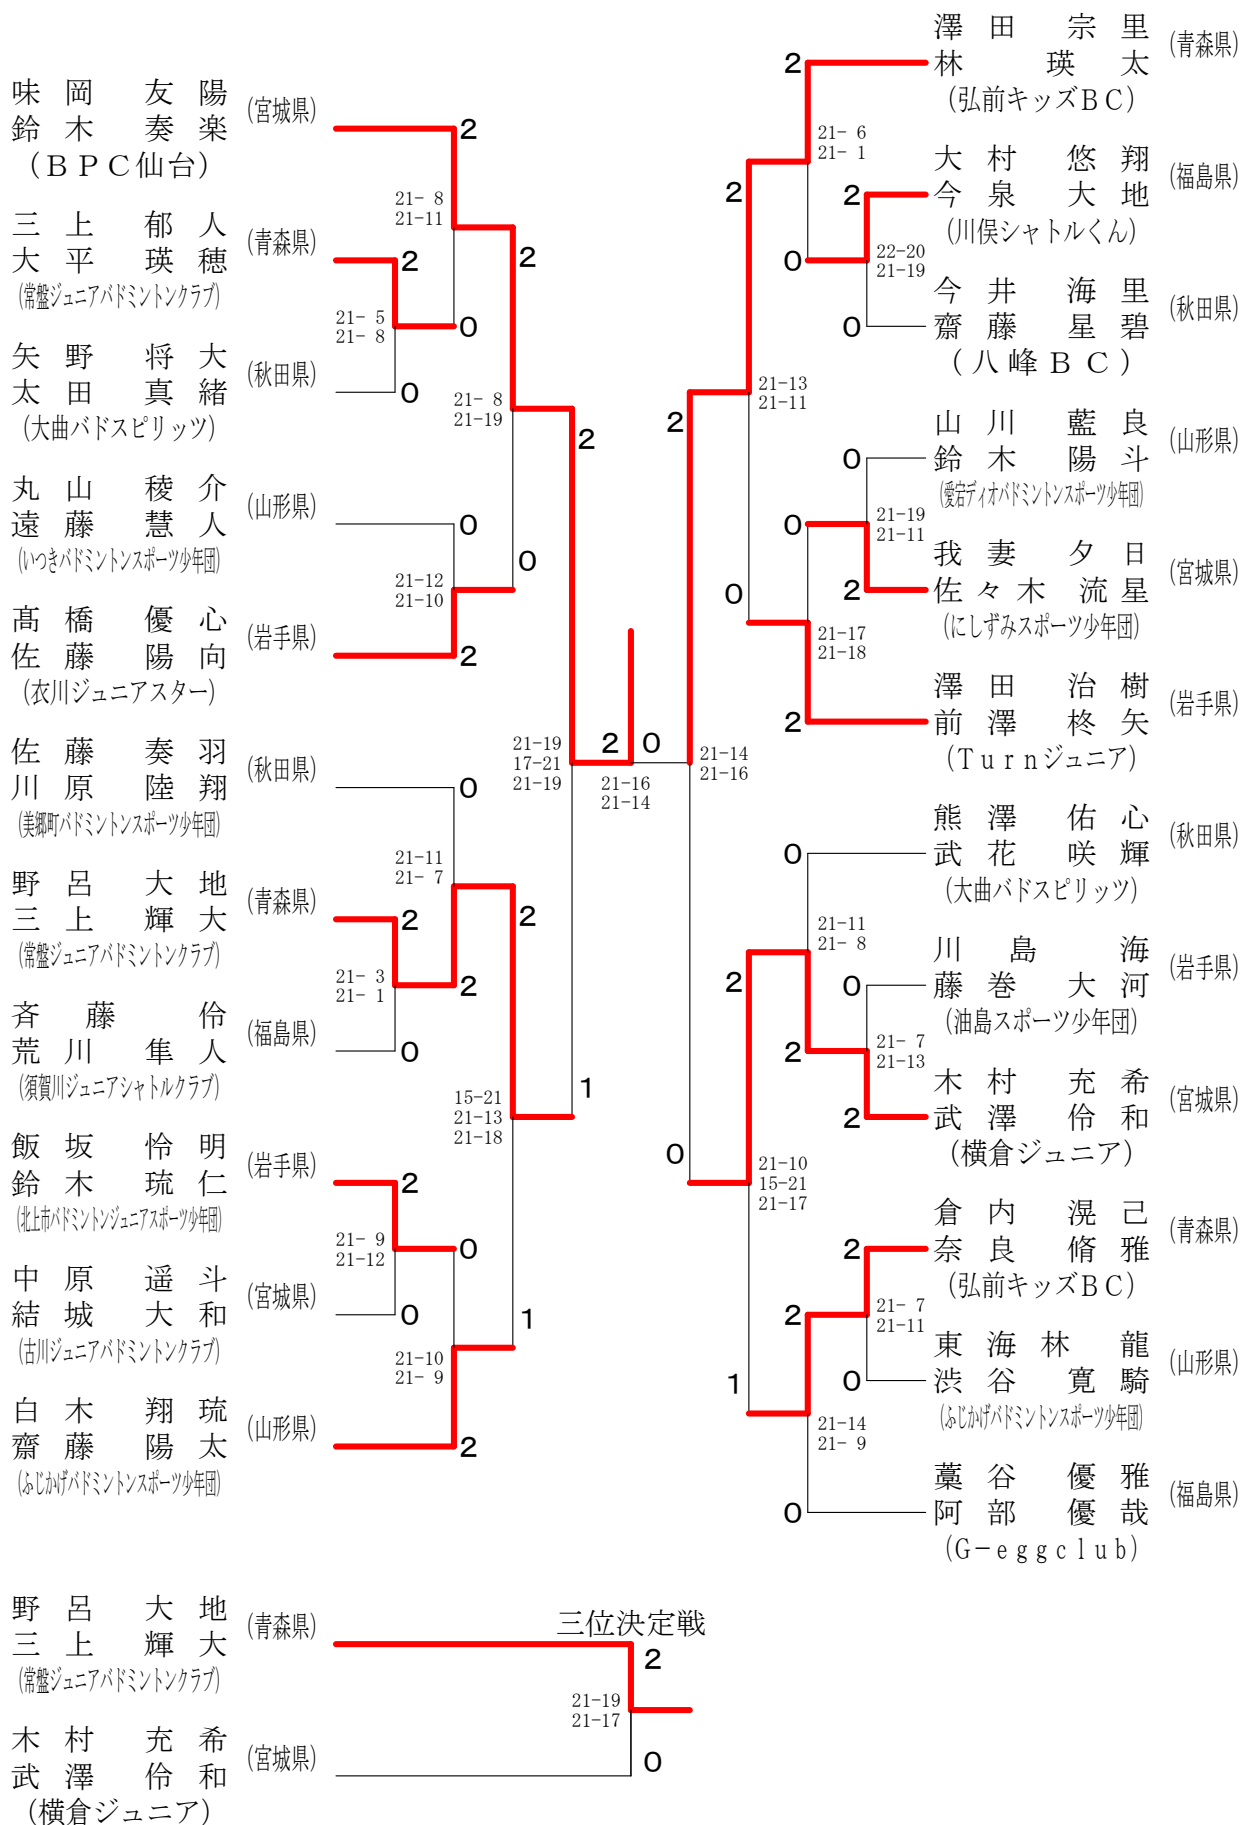 味岡 友陽
鈴木 奏楽
(宮城県)
(BPC仙台)
三上 郁人
大平 瑛穂
(青森県)
(常盤ジュニアバドミントンクラブ)
矢野 将大
太田 真緒
(秋田県)
(大曲バドスピリッツ)
丸山 稜介
遠藤 慧人
(山形県)
(いつきバドミントンスポーツ少年団)
髙橋 優心
佐藤 陽向
(岩手県)
(衣川ジュニアスター)
佐藤 奏羽
川原 陸翔
(秋田県)
(美郷町バドミントンスポーツ少年団)
野呂 大地
三上 輝大
(青森県)
(常盤ジュニアバドミントンクラブ)
斉藤 伶
荒川 隼人
(福島県)
(須賀川ジュニアシャトルクラブ)
飯坂 怜明
鈴木 琉仁
(岩手県)
(北上市バドミントンジュニアスポーツ少年団)
中原 遥斗
結城 大和
(宮城県)
(古川ジュニアバドミントンクラブ)
白木 翔琉
齋藤 陽太
(山形県)
(ふじかげバドミントンスポーツ少年団)
2
21- 8
21-11
2
2
21- 5
21- 8
0
0
21- 8
21-19
2
0
0
21-12
21-10
2
0
21-11
21- 7
2
2
21- 3
21- 1
2
0
15-21
21-13
21-18
1
2
21- 9
21-12
0
0
1
21-10
21- 9
2
21-19
17-21
21-19
2
0
21-16
21-14
21-14
21-16
澤田 宗里
林 瑛太
(青森県)
(弘前キッズBC)
大村 悠翔
今泉 大地
(福島県)
(川俣シャトルくん)
今井 海里
齋藤 星碧
(秋田県)
(八峰BC)
山川 藍良
鈴木 陽斗
(山形県)
(愛宕ディオバドミントンスポーツ少年団)
我妻 夕日
佐々木 流星
(宮城県)
(にしずみスポーツ少年団)
澤田 治樹
前澤 柊矢
(岩手県)
(Turnジュニア)
熊澤 佑心
武花 咲輝
(秋田県)
(大曲バドスピリッツ)
川島 海
藤巻 大河
(岩手県)
(油島スポーツ少年団)
木村 充希
武澤 伶和
(宮城県)
(横倉ジュニア)
倉内 滉己
奈良 脩雅
(青森県)
(弘前キッズBC)
東海林 龍
渋谷 寛騎
(山形県)
(ふじかげバドミントンスポーツ少年団)
藁谷 優雅
阿部 優哉
(福島県)
(G-eggclub)
2
21- 6
21- 1
2
2
0
22-20
21-19
0
21-13
21-11
2
0
0
21-19
21-11
2
0
21-17
21-18
2
0
21-11
21- 8
2
0
2
21- 7
21-13
2
0
21-10
15-21
21-17
2
2
21- 7
21-11
1
0
21-14
21- 9
0
三位決定戦
野呂 大地
三上 輝大
(青森県)
(常盤ジュニアバドミントンクラブ)
2
21-19
21-17
0
木村 充希
武澤 伶和
(宮城県)
(横倉ジュニア)